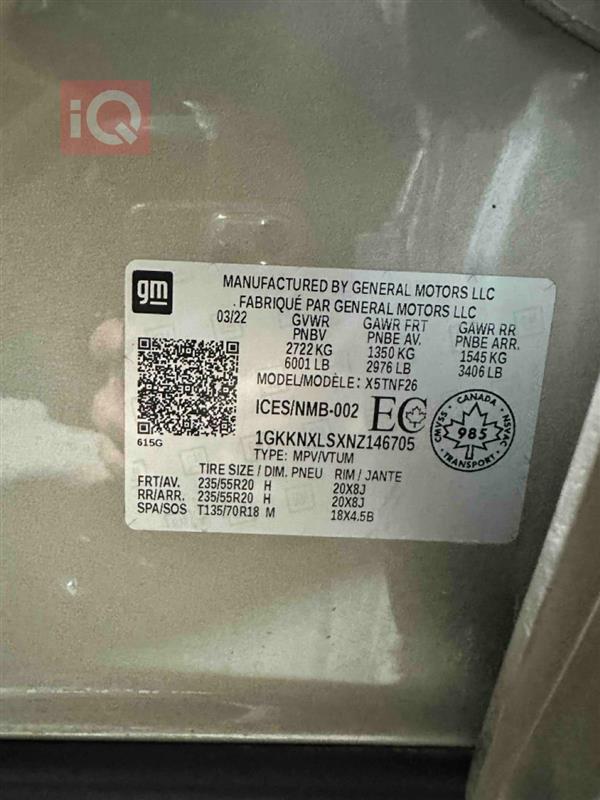 iQ
gm
MANUFACTURED BY GENERAL MOTORS LLC
FABRIQUÉ PAR GENERAL MOTORS LLC
03/22 GVWR GAWR FRT GAWR RR
PNBV PNBE AV. PNBE ARR.
2722 KG 1350 KG 1545 KG
6001 LB 2976 LB 3406 LB
MODEL/MODÈLE: X5TNF26
ICES/NMB-002 EC
CANADA
CMVSS NSVAC
985
TRANSPORT
615G
1GKKNXLSXNZ146705
TYPE: MPV/VTUM
TIRE SIZE / DIM. PNEU RIM / JANTE
FRT/AV. 235/55R20 H 20X8J
RR/ARR. 235/55R20 H 20X8J
SPA/SOS T135/70R18 M 18X4.5B